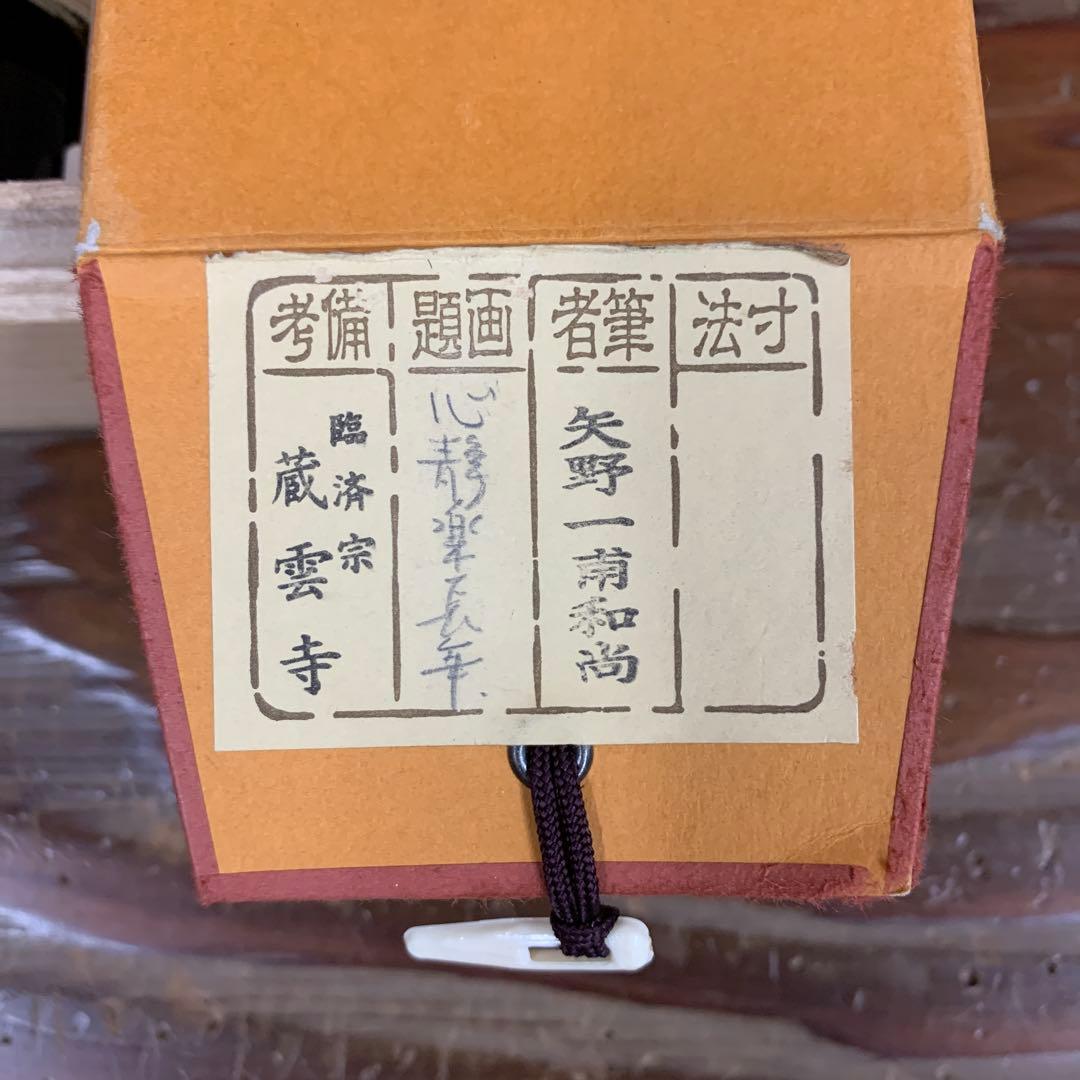 寸法
筆者
矢野一甫和尚
画題
心静楽長年
備考
臨済宗
蔵雲寺